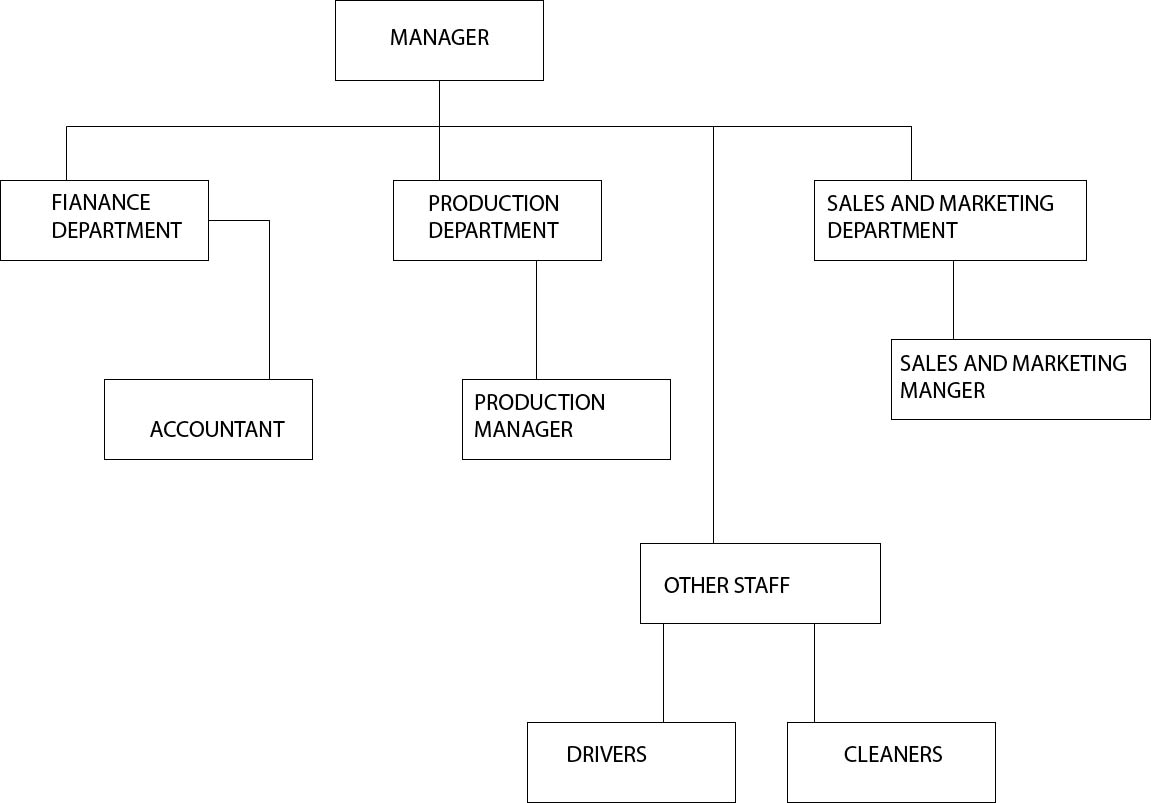 MANAGER
FIANANCE
DEPARTMENT
PRODUCTION
DEPARTMENT
SALES AND MARKETING
DEPARTMENT
SALES AND MARKETING
MANGER
ACCOUNTANT
PRODUCTION
MANAGER
OTHER STAFF
DRIVERS
CLEANERS